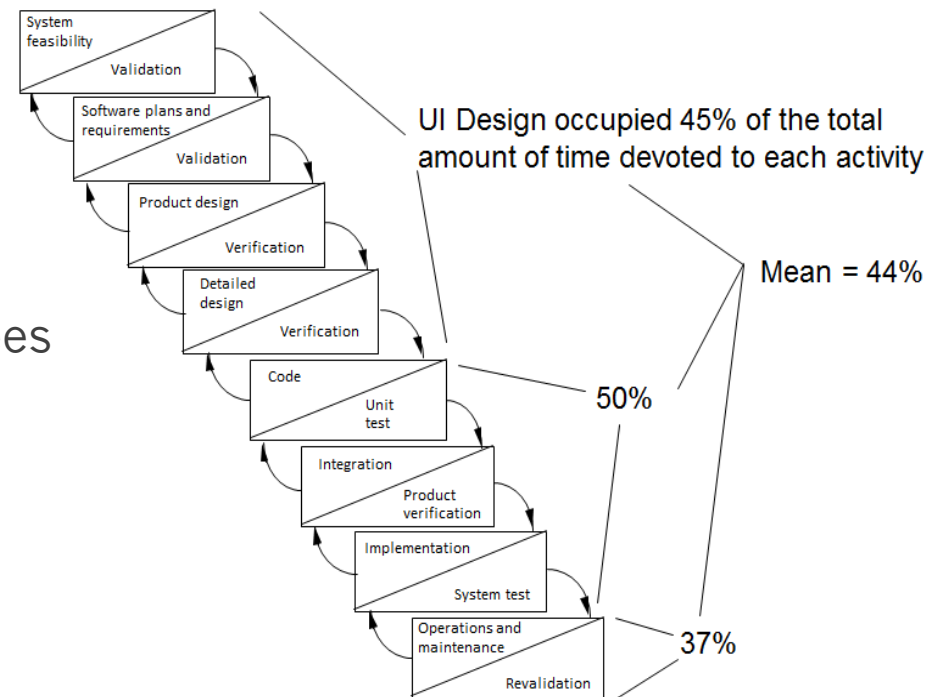 System
feasibility
Validation
Software plans and
requirements
Validation
Product design
Verification
Detailed
design
Verification
Code
Unit
test
Integration
Product
verification
Implementation
System test
Operations and
maintenance
Revalidation
es
UI Design occupied 45% of the total
amount of time devoted to each activity
Mean = 44%
50%
37%